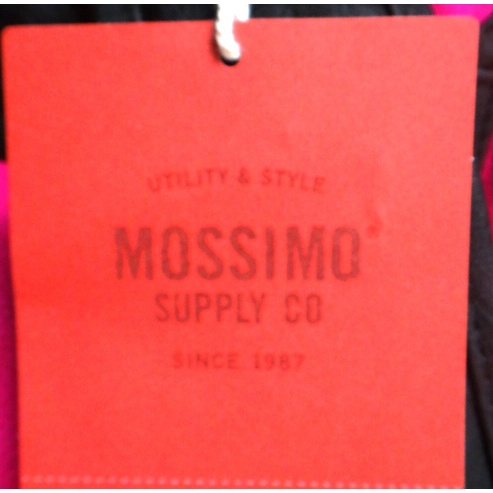 UTILITY & STYLE
MOSSIMO
SUPPLY CO
SINCE 1987